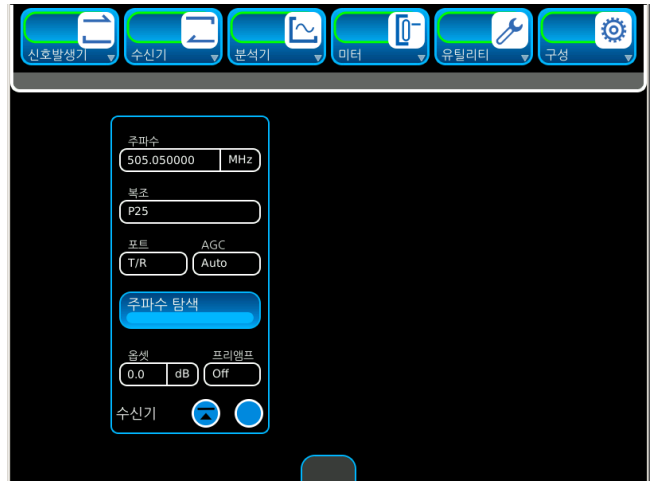 신호발생기 수신기 분석기 미터 유틸리티 구성
주파수
505.050000 MHz
복조
P25
포트 AGC
T/R Auto
주파수 탐색
옵셋 프리앰프
0.0 dB Off
수신기